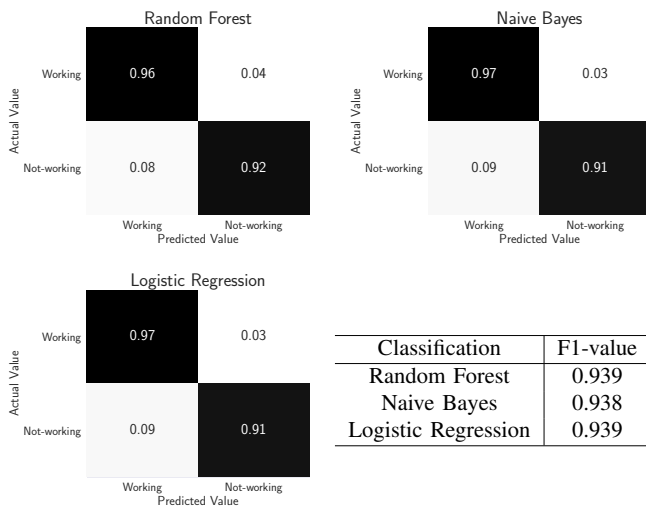 Random Forest
Actual Value
Working
0.96
0.04
Not-working
0.08
0.92
Working
Not-working
Predicted Value
Naive Bayes
Actual Value
Working
0.97
0.03
Not-working
0.09
0.91
Working
Not-working
Predicted Value
Logistic Regression
Actual Value
Working
0.97
0.03
Not-working
0.09
0.91
Working
Not-working
Predicted Value
Classification F1-value
Random Forest 0.939
Naive Bayes 0.938
Logistic Regression 0.939